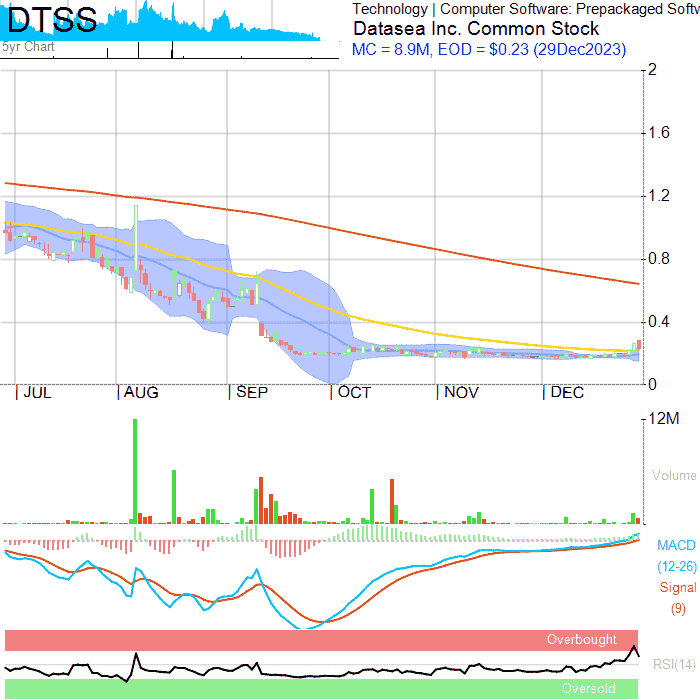 DTSS
5yr Chart
Technology | Computer Software: Prepackaged Softw
Datasea Inc. Common Stock
MC = 8.9M, EOD = $0.23 (29Dec2023)
2
1.6
1.2
0.8
0.4
0
JUL
AUG
SEP
OCT
NOV
DEC
12M
Volume
MACD
(12-26)
Signal
(9)
Overbought
RSI(14)
Oversold